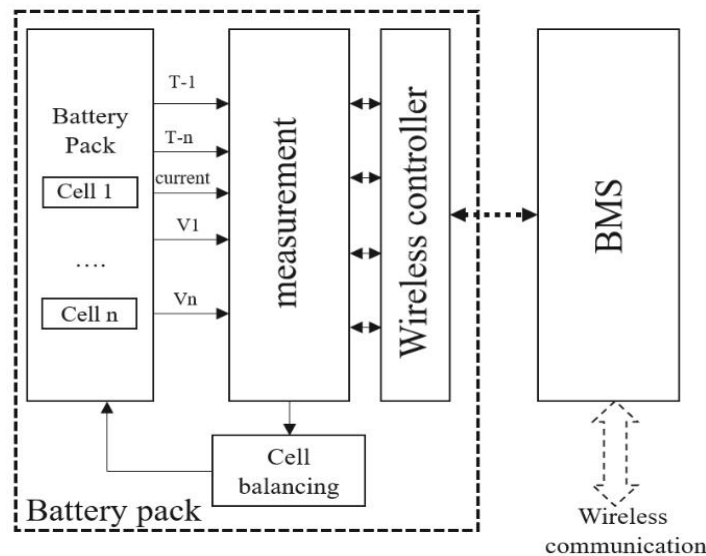 Battery
Pack
Cell 1
....
Cell n
T-1
T-n
current
V1
Vn
measurement
Wireless controller
BMS
Cell
balancing
Battery pack
Wireless
communication